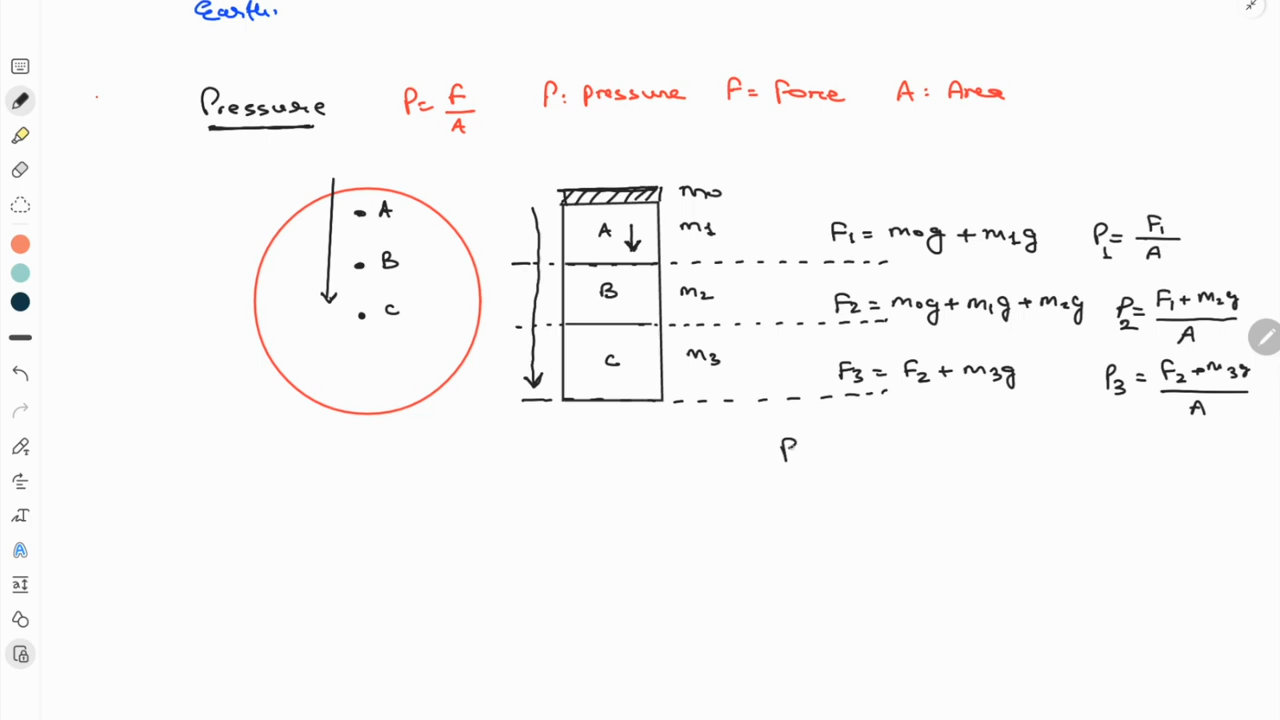 Earth.
Pressure P= F/A P: pressure F= Force A: Area
m₀
A A m₁ F₁ = m₀g + m₁g P₁= F₁/A
B B m₂ F₂ = m₀g + m₁g + m₂g P₂= F₁ + m₂g/A
C C m₃ F₃ = F₂ + m₃g P₃ = F₂ + m₃g/A
P